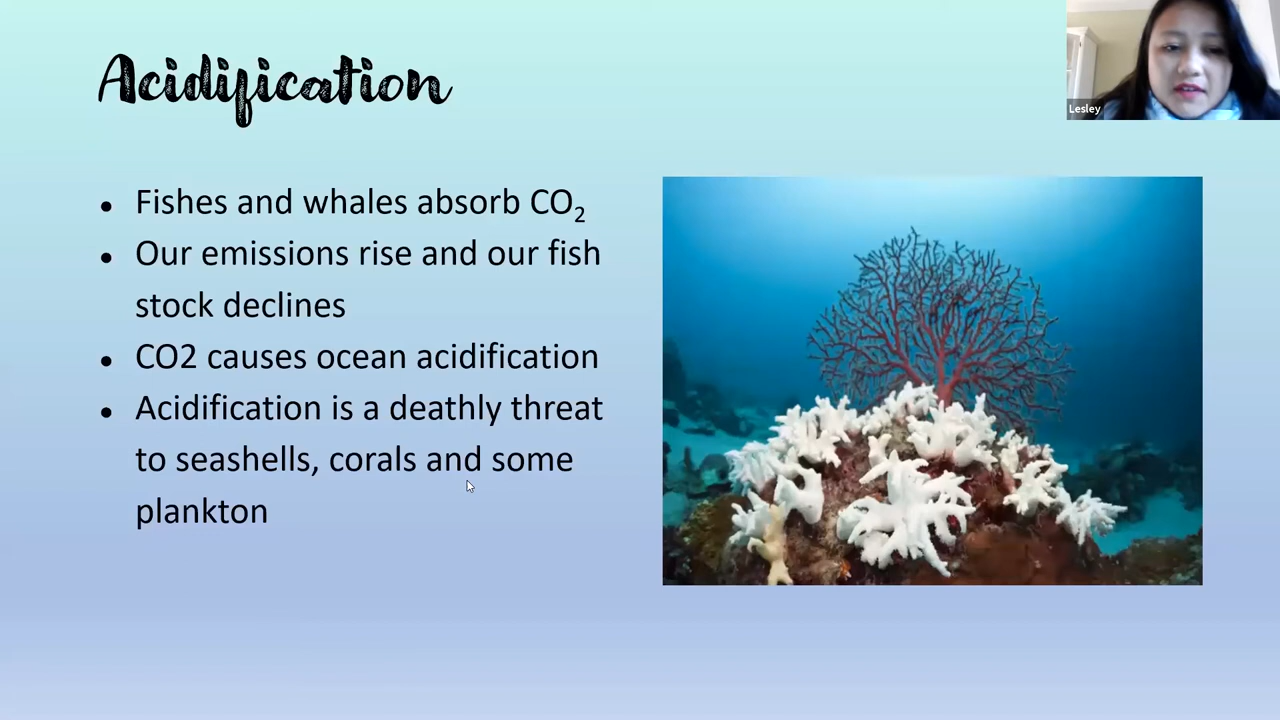 Acidification
Lesley
• Fishes and whales absorb CO₂
• Our emissions rise and our fish
stock declines
• CO2 causes ocean acidification
• Acidification is a deathly threat
to seashells, corals and some
plankton